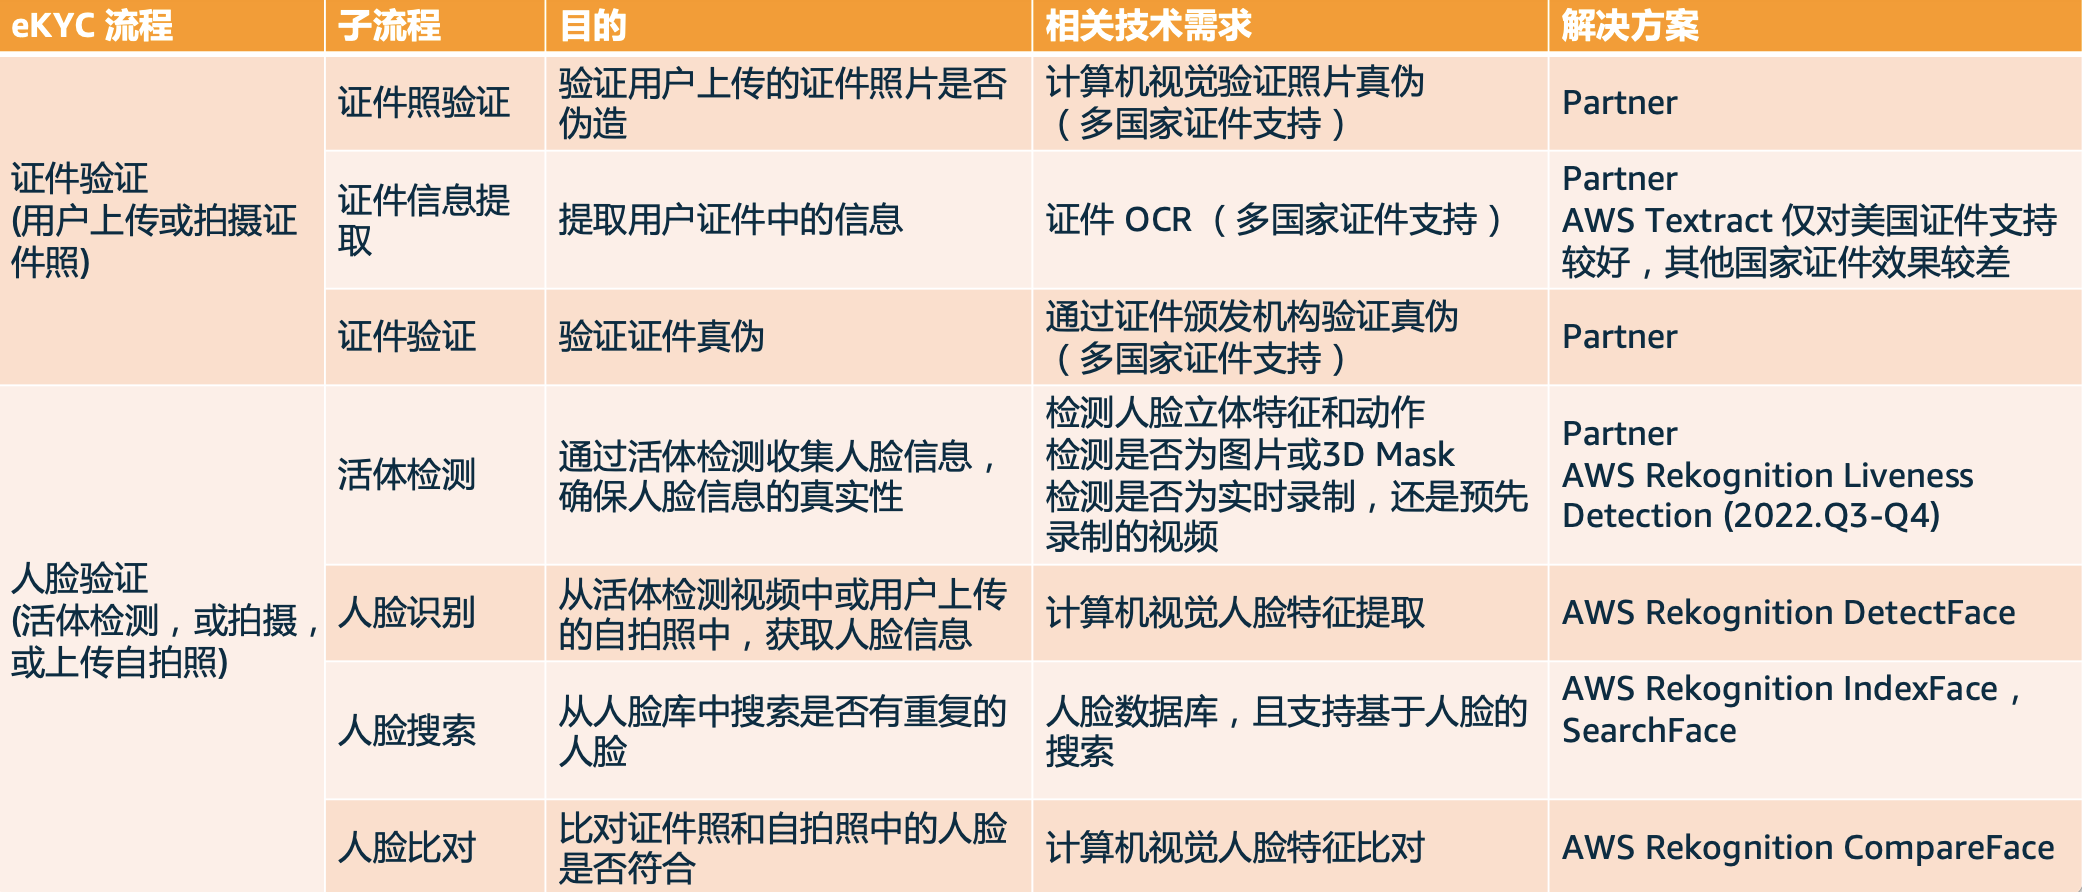 eKYC 流程
子流程
目的
相关技术需求
解决方案
证件验证
(用户上传或拍摄证
件照)
证件照验证
验证用户上传的证件照片是否
伪造
计算机视觉验证照片真伪
（多国家证件支持）
Partner
证件信息提
取
提取用户证件中的信息
证件 OCR （多国家证件支持）
Partner
AWS Textract 仅对美国证件支持
较好，其他国家证件效果较差
证件验证
验证证件真伪
通过证件颁发机构验证真伪
（多国家证件支持）
Partner
人脸验证
(活体检测，或拍摄，
或上传自拍照)
活体检测
通过活体检测收集人脸信息，
确保人脸信息的真实性
检测人脸立体特征和动作
检测是否为图片或3D Mask
检测是否为实时录制，还是预先
录制的视频
Partner
AWS Rekognition Liveness
Detection (2022.Q3-Q4)
人脸识别
从活体检测视频中或用户上传
的自拍照中，获取人脸信息
计算机视觉人脸特征提取
AWS Rekognition DetectFace
人脸搜索
从人脸库中搜索是否有重复的
人脸
人脸数据库，且支持基于人脸的
搜索
AWS Rekognition IndexFace，
SearchFace
人脸比对
比对证件照和自拍照中的人脸
是否符合
计算机视觉人脸特征比对
AWS Rekognition CompareFace